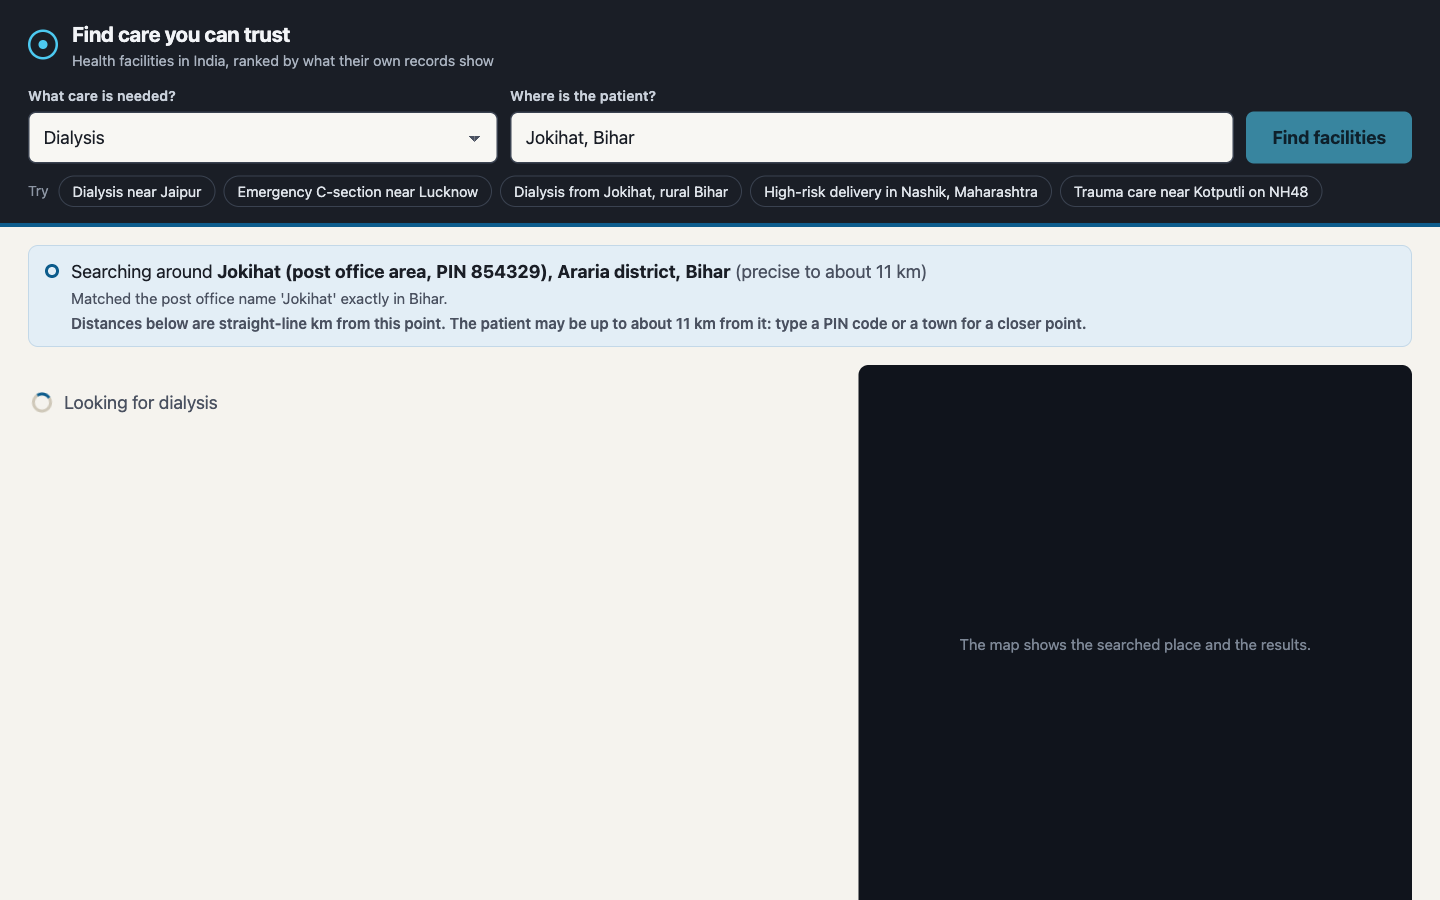 Find care you can trust
Health facilities in India, ranked by what their own records show
What care is needed?
Where is the patient?
Dialysis
Jokihat, Bihar
Find facilities
Try
Dialysis near Jaipur
Emergency C-section near Lucknow
Dialysis from Jokihat, rural Bihar
High-risk delivery in Nashik, Maharashtra
Trauma care near Kotputli on NH48
Searching around Jokihat (post office area, PIN 854329), Araria district, Bihar (precise to about 11 km)
Matched the post office name 'Jokihat' exactly in Bihar.
Distances below are straight-line km from this point. The patient may be up to about 11 km from it: type a PIN code or a town for a closer point.
Looking for dialysis
The map shows the searched place and the results.